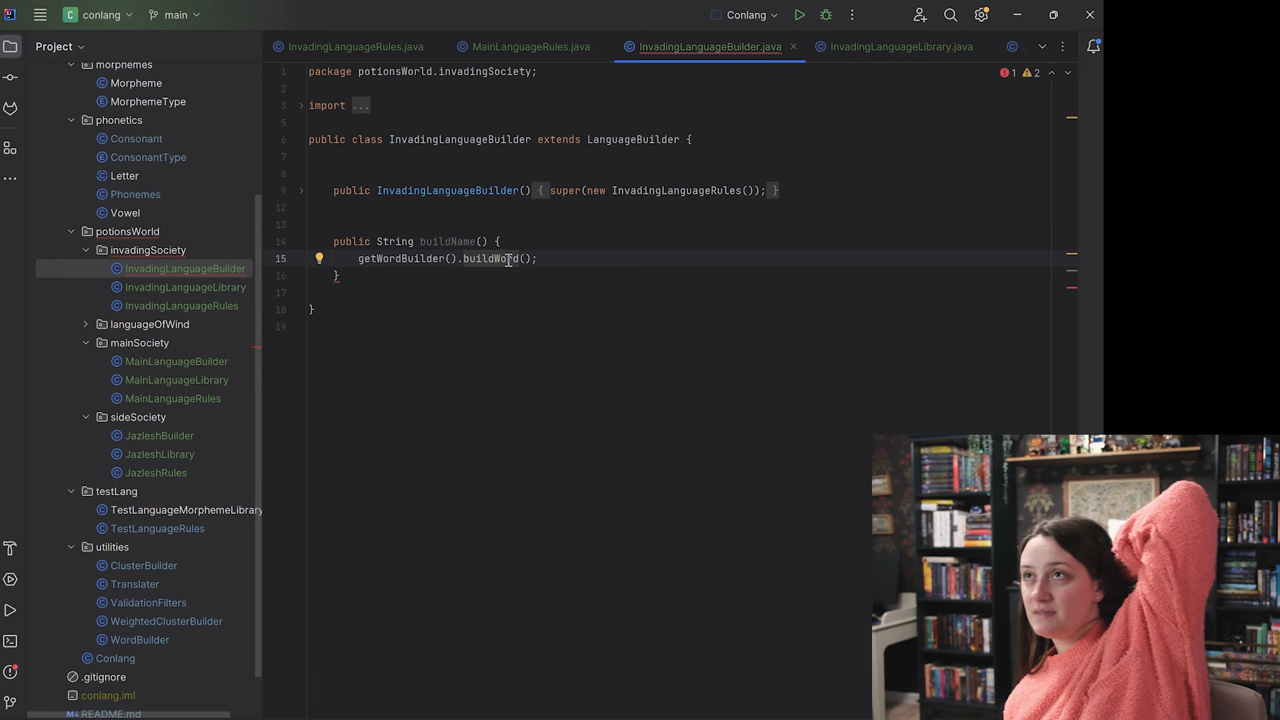 conlang
main
Conlang
Project
InvadingLanguageRules.java
MainLanguageRules.java
InvadingLanguageBuilder.java
InvadingLanguageLibrary.java
morphemes
Morpheme
MorphemeType
phonetics
Consonant
ConsonantType
Letter
Phonemes
Vowel
potionsWorld
invadingSociety
InvadingLanguageBuilder
InvadingLanguageLibrary
InvadingLanguageRules
languageOfWind
mainSociety
MainLanguageBuilder
MainLanguageLibrary
MainLanguageRules
sideSociety
JazleshBuilder
JazleshLibrary
JazleshRules
testLang
TestLanguageMorphemeLibrary
TestLanguageRules
utilities
ClusterBuilder
Translater
ValidationFilters
WeightedClusterBuilder
WordBuilder
Conlang
.gitignore
conlang.iml
README.md
1 package potionsWorld.invadingSociety;
1 2
2
3 import ...
5
6 public class InvadingLanguageBuilder extends LanguageBuilder {
7
8
9 public InvadingLanguageBuilder() { super(new InvadingLanguageRules()); }
12
13
14 public String buildName() {
15 getWordBuilder().buildWord();
16 }
17
18 }
19